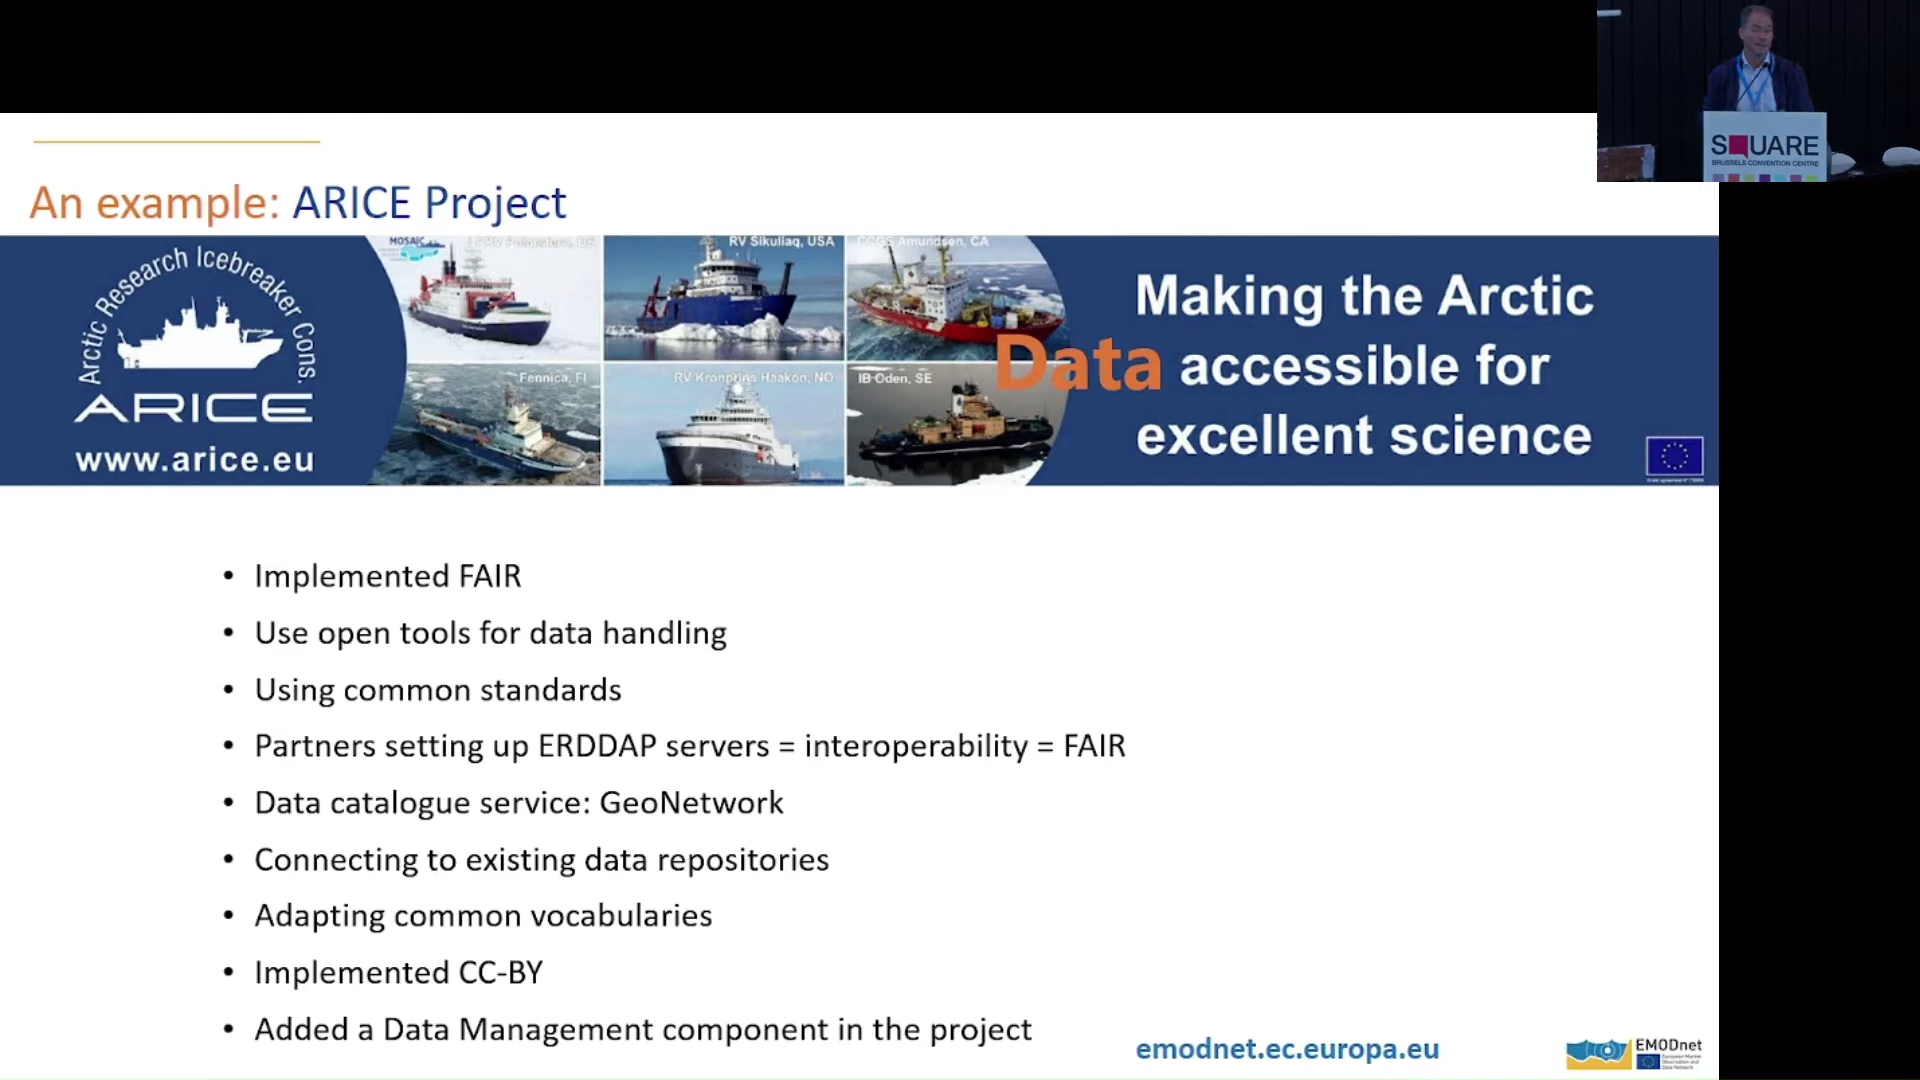 SQUARE
BRUSSELS CONVENTION CENTRE
An example: ARICE Project
Arctic Research Icebreaker Cons.
ARICE
www.arice.eu
MOSAiC
RV Sikuliaq, USA
CCGS Amundsen, CA
Fennica, FI
RV Kronprins Haakon, NO
IB Oden, SE
Making the Arctic
Data accessible for
excellent science
• Implemented FAIR
• Use open tools for data handling
• Using common standards
• Partners setting up ERDDAP servers = interoperability = FAIR
• Data catalogue service: GeoNetwork
• Connecting to existing data repositories
• Adapting common vocabularies
• Implemented CC-BY
• Added a Data Management component in the project
emodnet.ec.europa.eu
EMODnet